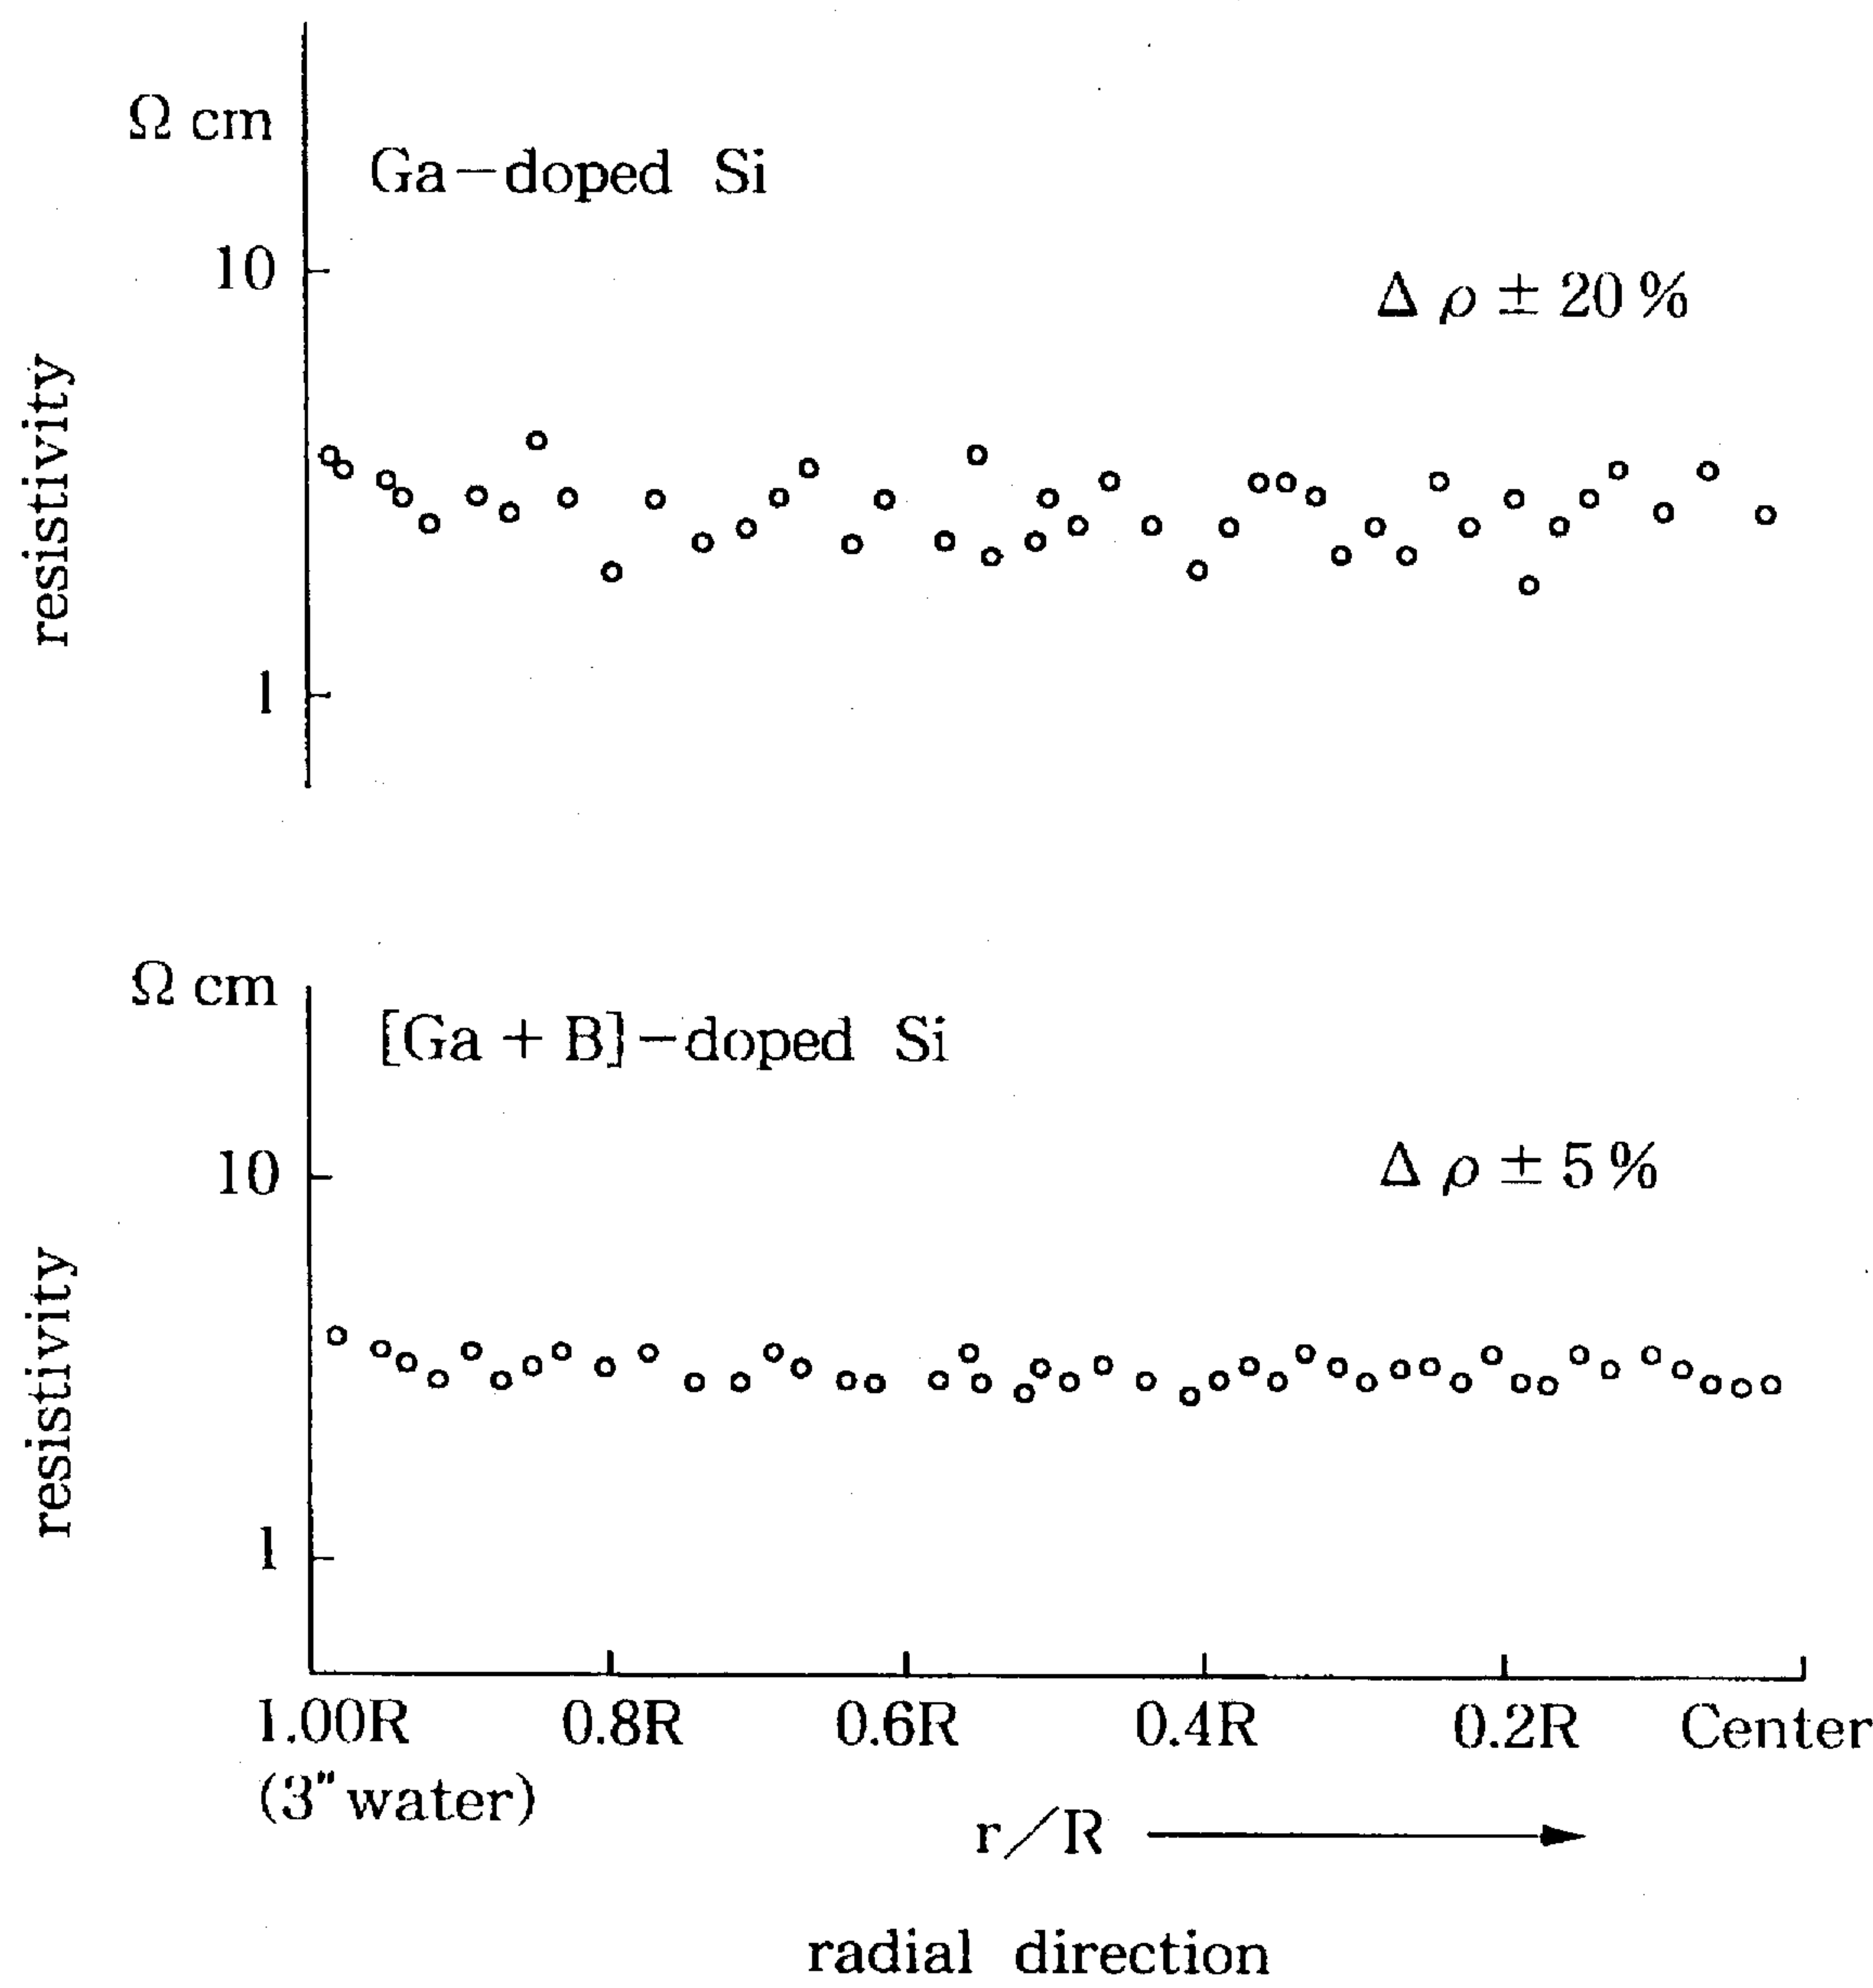 Ω cm
Ga-doped Si
10
Δ ρ ± 20 %
resistivity
1
Ω cm
[Ga + B]-doped Si
10
Δ ρ ± 5 %
resistivity
1
1.00R 0.8R 0.6R 0.4R 0.2R Center
(3" water)
r/R
radial direction